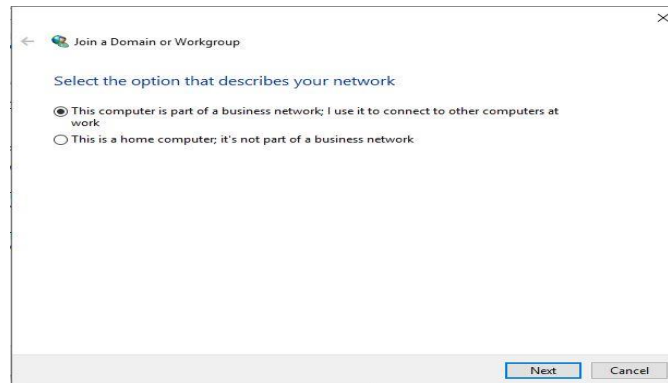 Join a Domain or Workgroup
Select the option that describes your network
This computer is part of a business network; I use it to connect to other computers at
work
This is a home computer; it's not part of a business network
Next Cancel